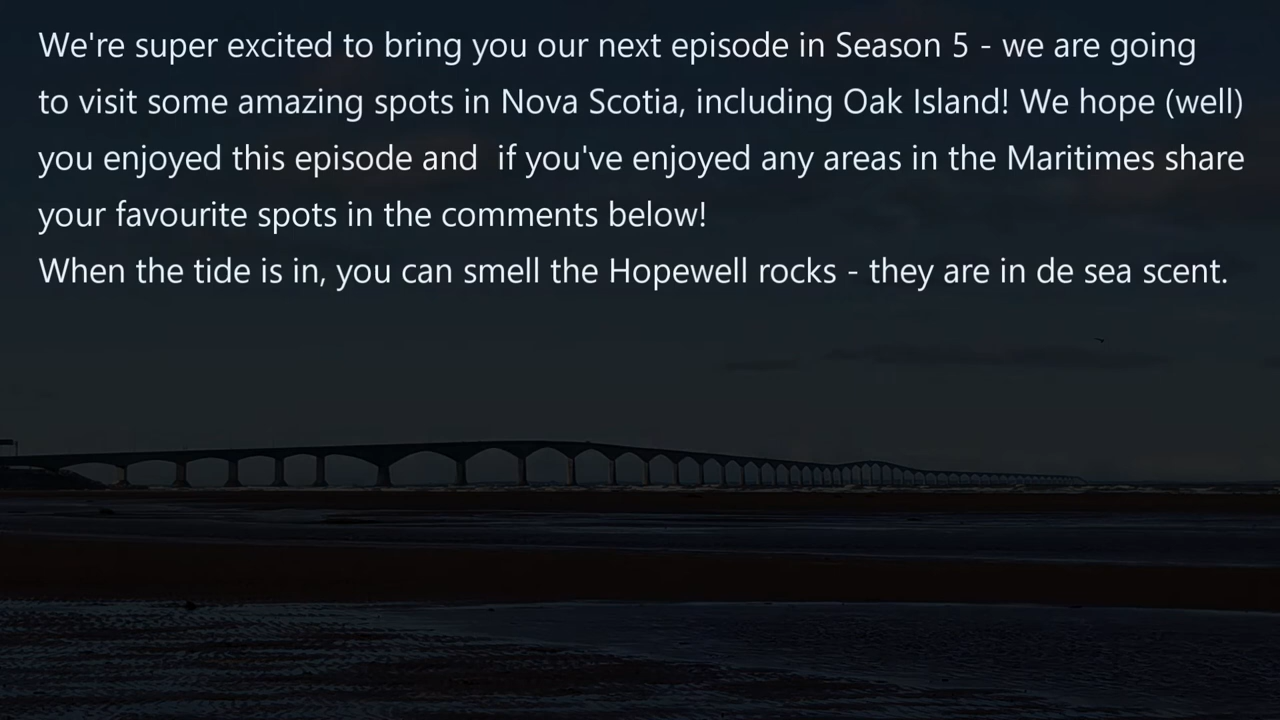 We're super excited to bring you our next episode in Season 5 - we are going
to visit some amazing spots in Nova Scotia, including Oak Island! We hope (well)
you enjoyed this episode and  if you've enjoyed any areas in the Maritimes share
your favourite spots in the comments below!
When the tide is in, you can smell the Hopewell rocks - they are in de sea scent.